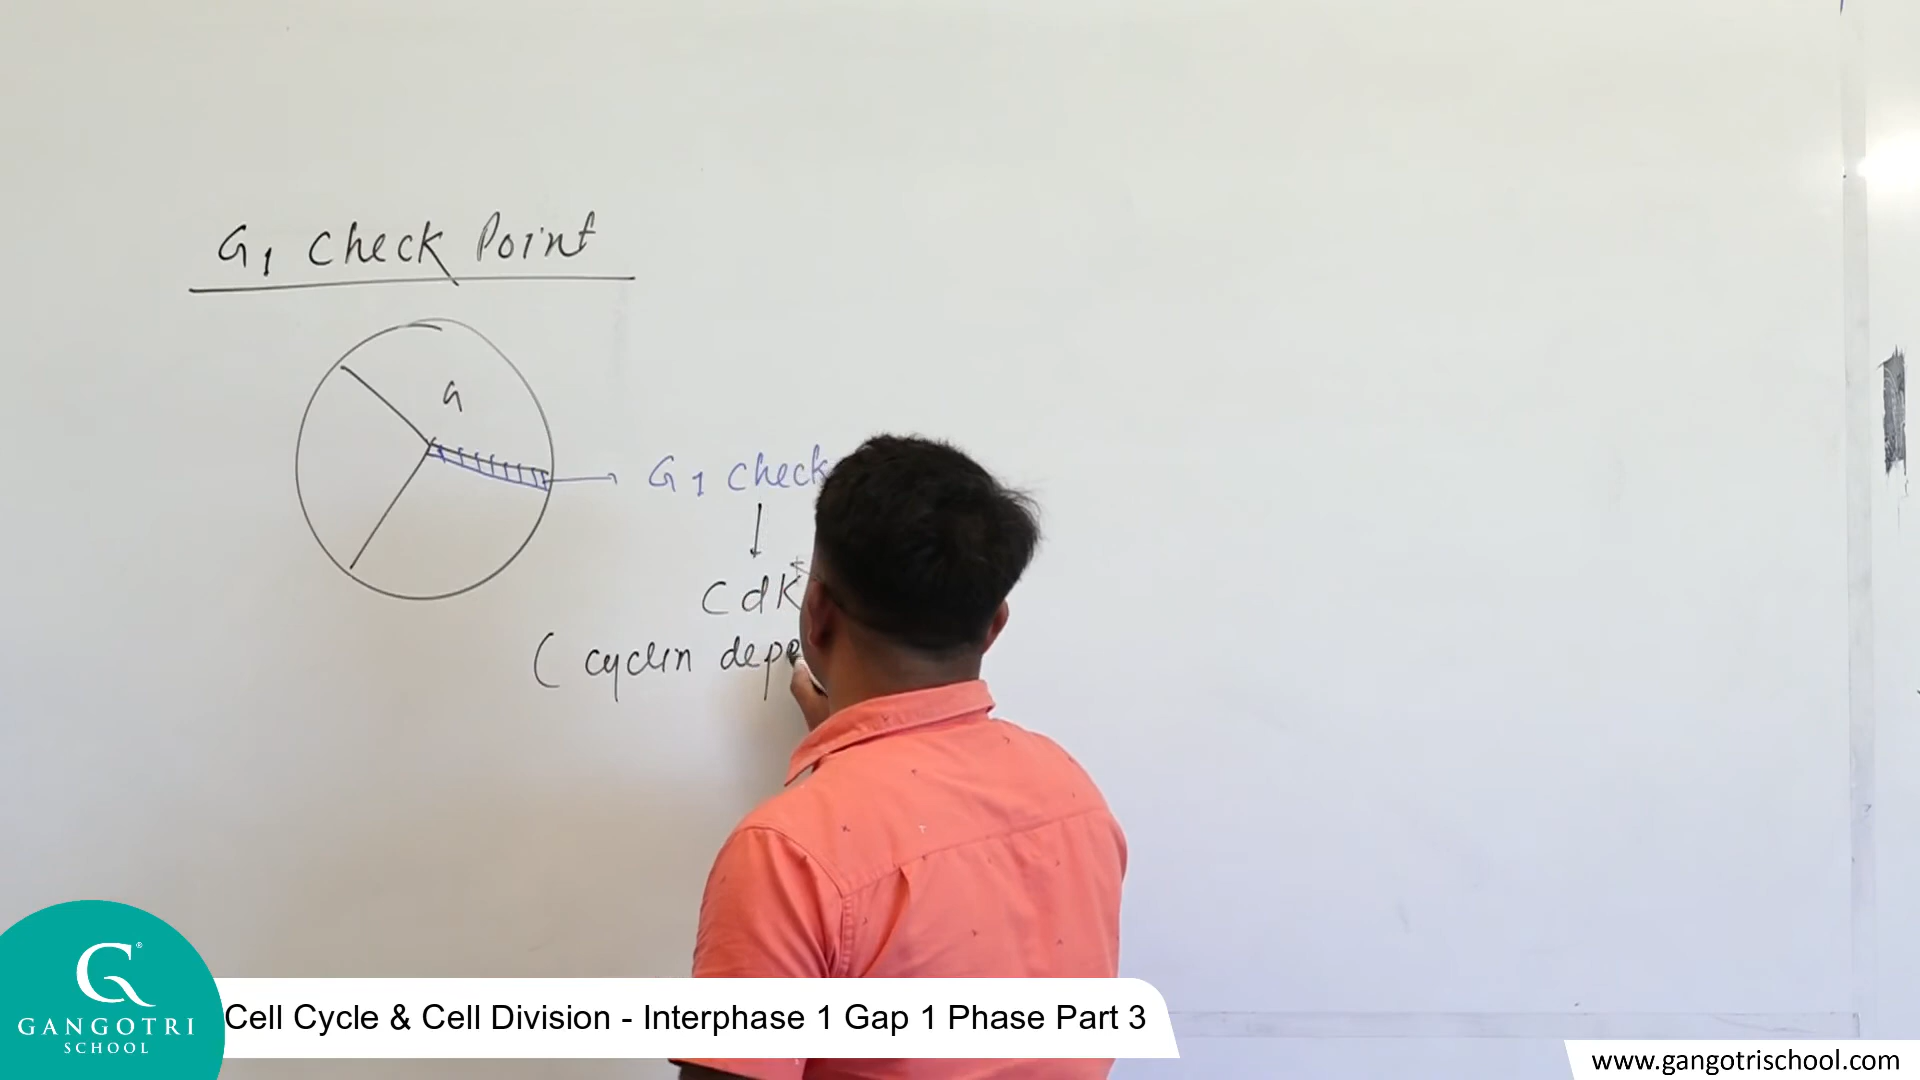 G1 Check Point
G
G1 check
Cdk
(cyclin depe
G®
GANGOTRI
SCHOOL
Cell Cycle & Cell Division - Interphase 1 Gap 1 Phase Part 3
www.gangotrischool.com